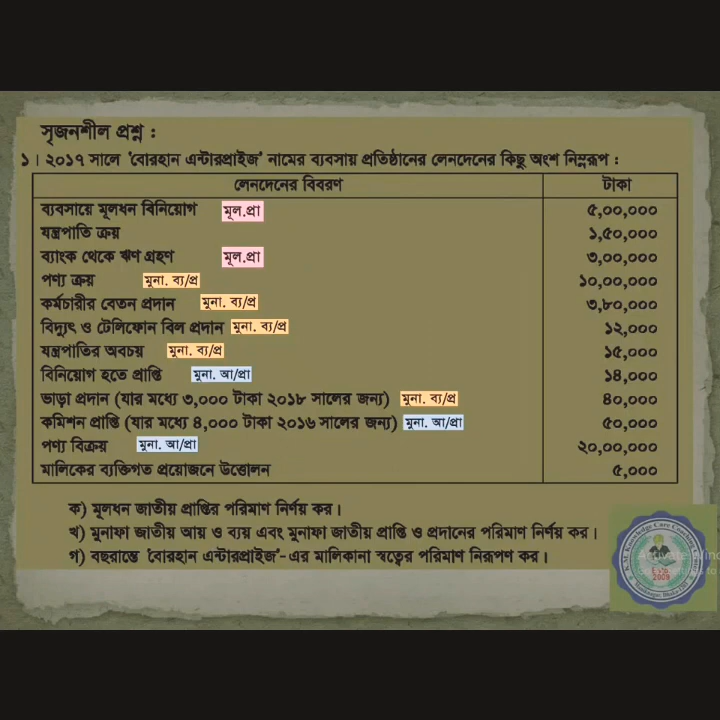 সৃজনশীল প্রশ্ন :
১। ২০১৭ সালে ‘বোরহান এন্টারপ্রাইজ’ নামের ব্যবসায় প্রতিষ্ঠানের লেনদেনের কিছু অংশ নিম্নরূপ :
লেনদেনের বিবরণ টাকা
ব্যবসায়ে মূলধন বিনিয়োগ মূল.প্রা ৫,০০,০০০
যন্ত্রপাতি ক্রয় ১,৫০,০০০
ব্যাংক থেকে ঋণ গ্রহণ মূল.প্রা ৩,০০,০০০
পণ্য ক্রয় মুনা. ব্য/প্র ১০,০০,০০০
কর্মচারীর বেতন প্রদান মুনা. ব্য/প্র ৩,৮০,০০০
বিদ্যুৎ ও টেলিফোন বিল প্রদান মুনা. ব্য/প্র ১২,০০০
যন্ত্রপাতির অবচয় মুনা. ব্য/প্র ১৫,০০০
বিনিয়োগ হতে প্রাপ্তি মুনা. আ/প্রা ১৪,০০০
ভাড়া প্রদান (যার মধ্যে ৩,০০০ টাকা ২০১৮ সালের জন্য) মুনা. ব্য/প্র ৪০,০০০
কমিশন প্রাপ্তি (যার মধ্যে ৪,০০০ টাকা ২০১৬ সালের জন্য) মুনা. আ/প্রা ৫০,০০০
পণ্য বিক্রয় মুনা. আ/প্রা ২০,০০,০০০
মালিকের ব্যক্তিগত প্রয়োজনে উত্তোলন ৫,০০০
ক) মূলধন জাতীয় প্রাপ্তির পরিমাণ নির্ণয় কর।
খ) মুনাফা জাতীয় আয় ও ব্যয় এবং মুনাফা জাতীয় প্রাপ্তি ও প্রদানের পরিমাণ নির্ণয় কর।
গ) বছরান্তে ‘বোরহান এন্টারপ্রাইজ’-এর মালিকানা স্বত্বের পরিমাণ নিরূপণ কর।
Estb.
2009